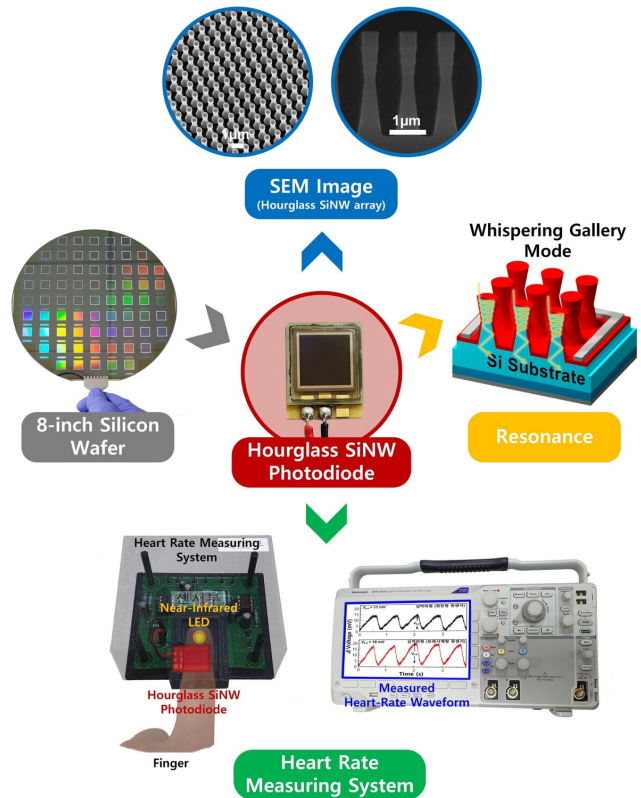 1µm
1µm
SEM Image
(Hourglass SiNW array)
Whispering Gallery
Mode
Si Substrate
8-inch Silicon
Wafer
Hourglass SiNW
Photodiode
Resonance
Heart Rate Measuring
System
Near-Infrared
LED
Hourglass SiNW
Photodiode
Finger
Time (s)
Measured
Heart-Rate Waveform
Heart Rate
Measuring System